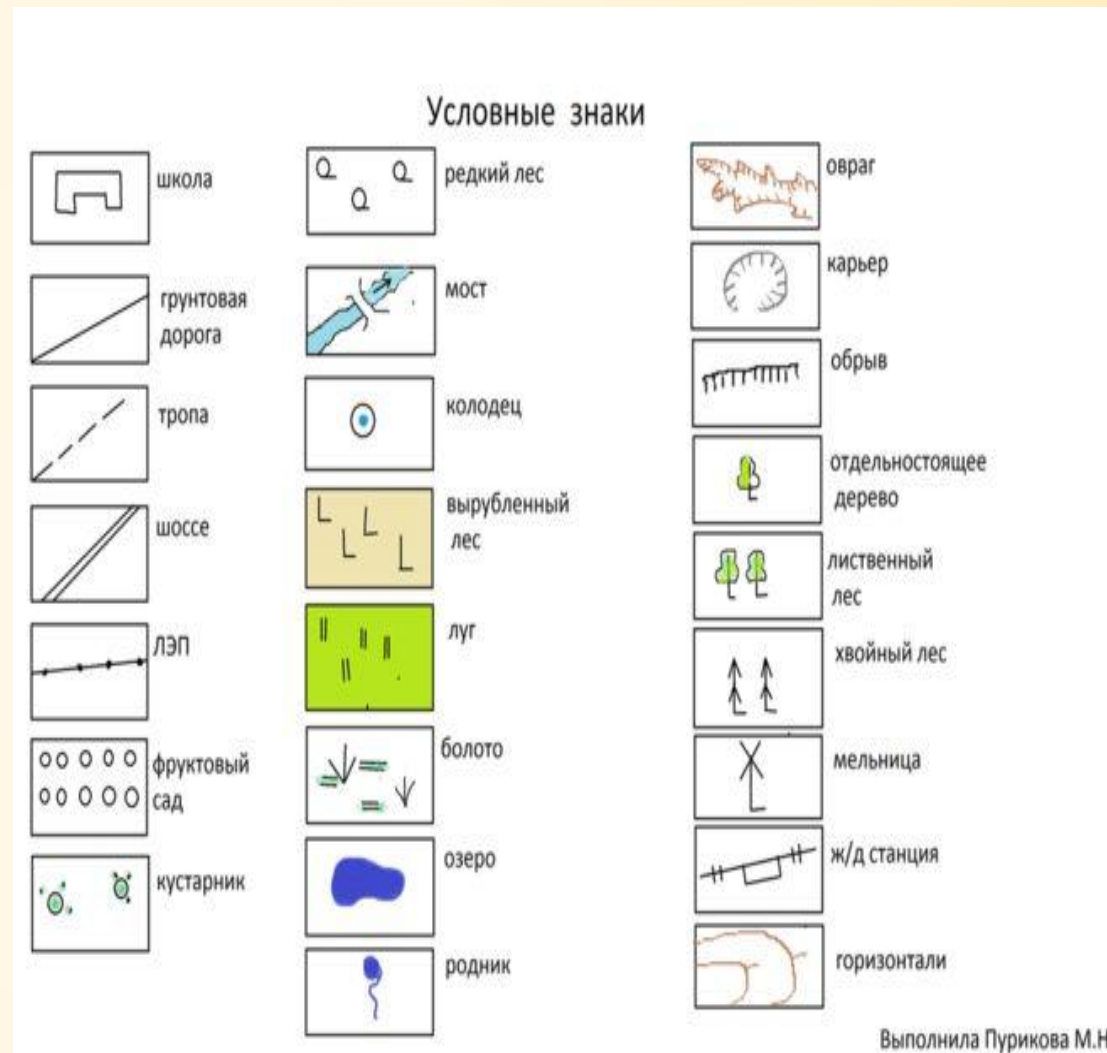 Условные знаки
школа
грунтовая
дорога
тропа
шоссе
ЛЭП
фруктовый
сад
кустарник
редкий лес
мост
колодец
вырубленный
лес
луг
болото
озеро
родник
овраг
карьер
обрыв
отдельностоящее
дерево
лиственный
лес
хвойный лес
мельница
ж/д станция
горизонтали
Выполнила Пурикова М.Н